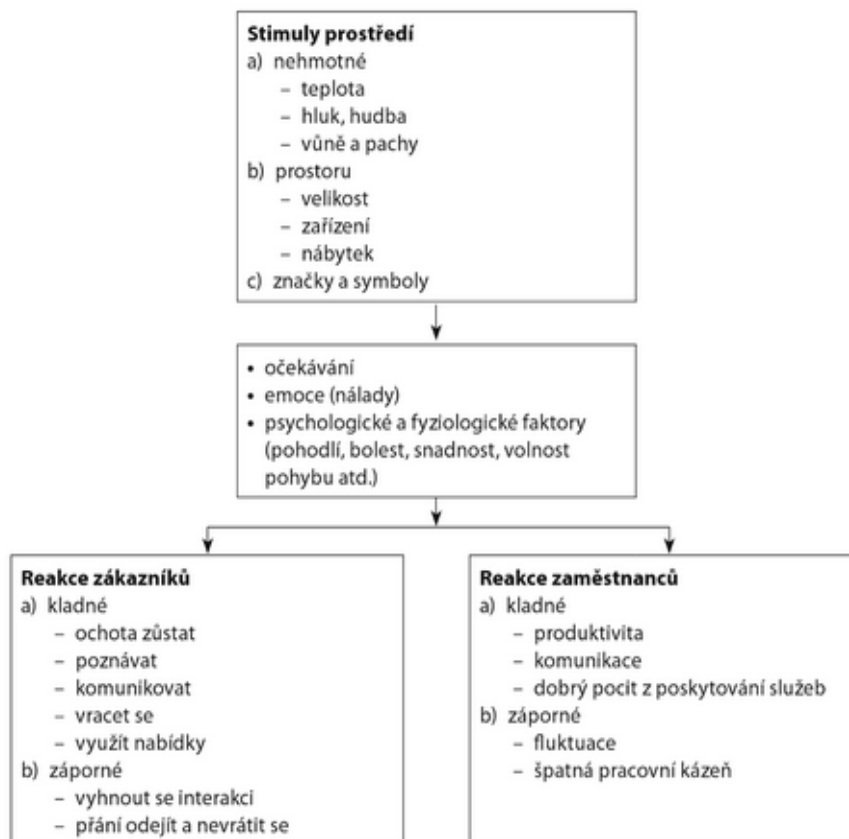 Stimuly prostředí
a) nehmotné
– teplota
– hluk, hudba
– vůně a pachy
b) prostoru
– velikost
– zařízení
– nábytek
c) značky a symboly
• očekávání
• emoce (nálady)
• psychologické a fyziologické faktory
(pohodlí, bolest, snadnost, volnost
pohybu atd.)
Reakce zákazníků
a) kladné
– ochota zůstat
– poznávat
– komunikovat
– vracet se
– využít nabídky
b) záporné
– vyhnout se interakci
– přání odejít a nevrátit se
Reakce zaměstnanců
a) kladné
– produktivita
– komunikace
– dobrý pocit z poskytování služeb
b) záporné
– fluktuace
– špatná pracovní kázeň